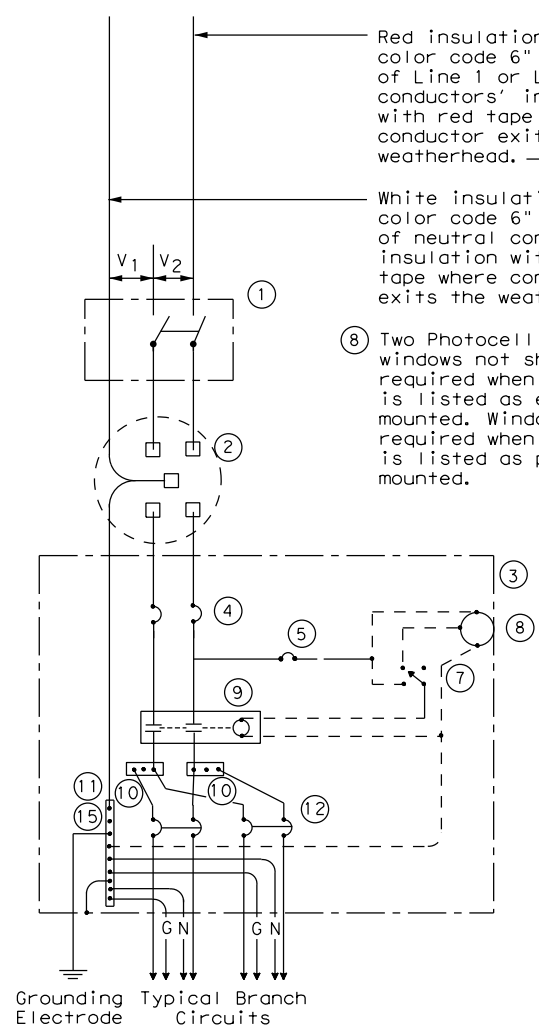 Red insulation
color code 6"
of Line 1 or L
conductors' in
with red tape
conductor exit
weatherhead.
White insulati
color code 6"
of neutral con
insulation wit
tape where con
exits the weat
V1 V2
1
8 Two Photocell
windows not sh
required when
is listed as e
mounted. Windo
required when
is listed as p
mounted.
2
3
4
5
8
7
9
11
10
10
12
15
G N
G N
Grounding
Electrode
Typical Branch
Circuits